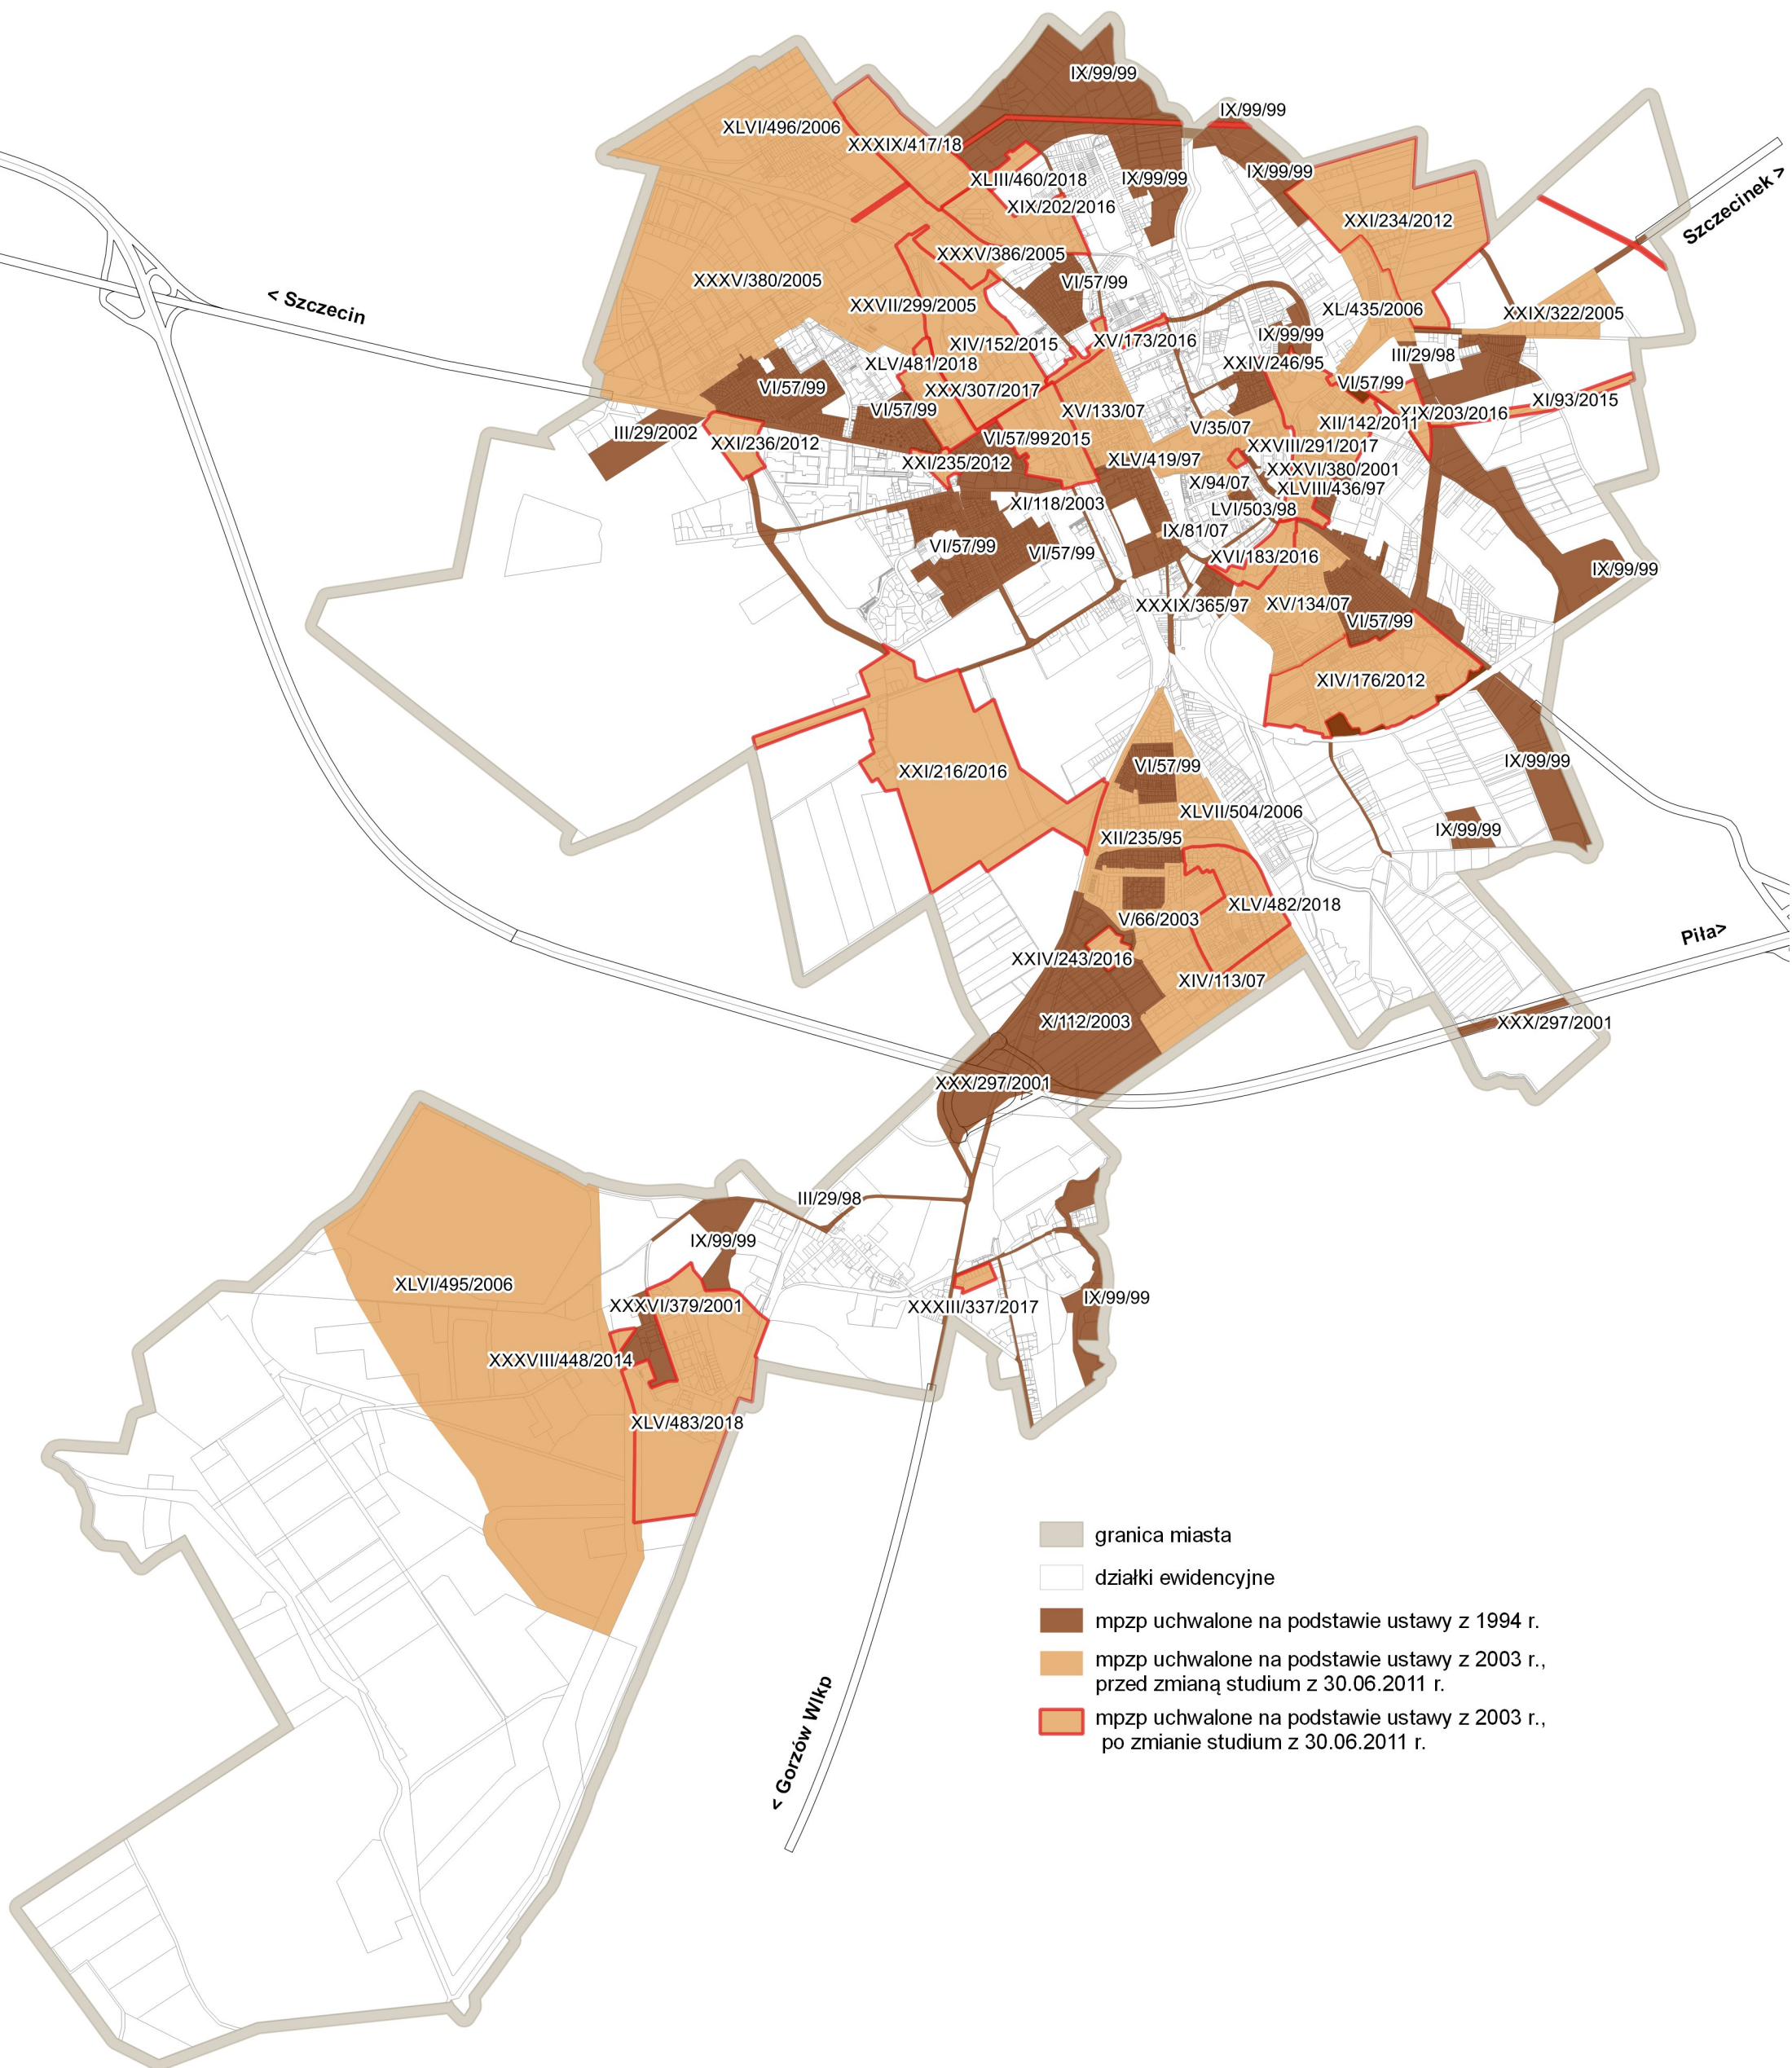 IX/99/99
IX/99/99
XLVI/496/2006
XXXIX/417/18
XLIII/460/2018
IX/99/99
IX/99/99
XIX/202/2016
XXI/234/2012
Szczecinek >
XXXV/386/2005
XXXV/380/2005
VI/57/99
< Szczecin
XXVII/299/2005
XL/435/2006
XXIX/322/2005
XIV/152/2015
XV/173/2016
IX/99/99
III/29/98
XLV/481/2018
XXIV/246/95
VI/57/99
XXX/307/2017
VI/57/99
VI/57/99
XV/133/07
XIX/203/2016
XI/93/2015
XII/142/2011
V/35/07
III/29/2002
XXI/236/2012
VI/57/99
2015
XXVIII/291/2017
XXI/235/2012
XLV/419/97
XXXVI/380/2001
X/94/07
XLVIII/436/97
XI/118/2003
LVI/503/98
IX/81/07
VI/57/99
VI/57/99
XVI/183/2016
IX/99/99
XXXIX/365/97
XV/134/07
VI/57/99
XIV/176/2012
XXI/216/2016
VI/57/99
IX/99/99
XLVII/504/2006
XII/235/95
IX/99/99
XLV/482/2018
V/66/2003
Piła>
XXIV/243/2016
XIV/113/07
X/112/2003
XXX/297/2001
XXX/297/2001
III/29/98
IX/99/99
XLVI/495/2006
XXXVI/379/2001
XXXIII/337/2017
IX/99/99
XXXVIII/448/2014
XLV/483/2018
< Gorzów Wlkp
granica miasta
działki ewidencyjne
mpzp uchwalone na podstawie ustawy z 1994 r.
mpzp uchwalone na podstawie ustawy z 2003 r.,
przed zmianą studium z 30.06.2011 r.
mpzp uchwalone na podstawie ustawy z 2003 r.,
po zmianie studium z 30.06.2011 r.